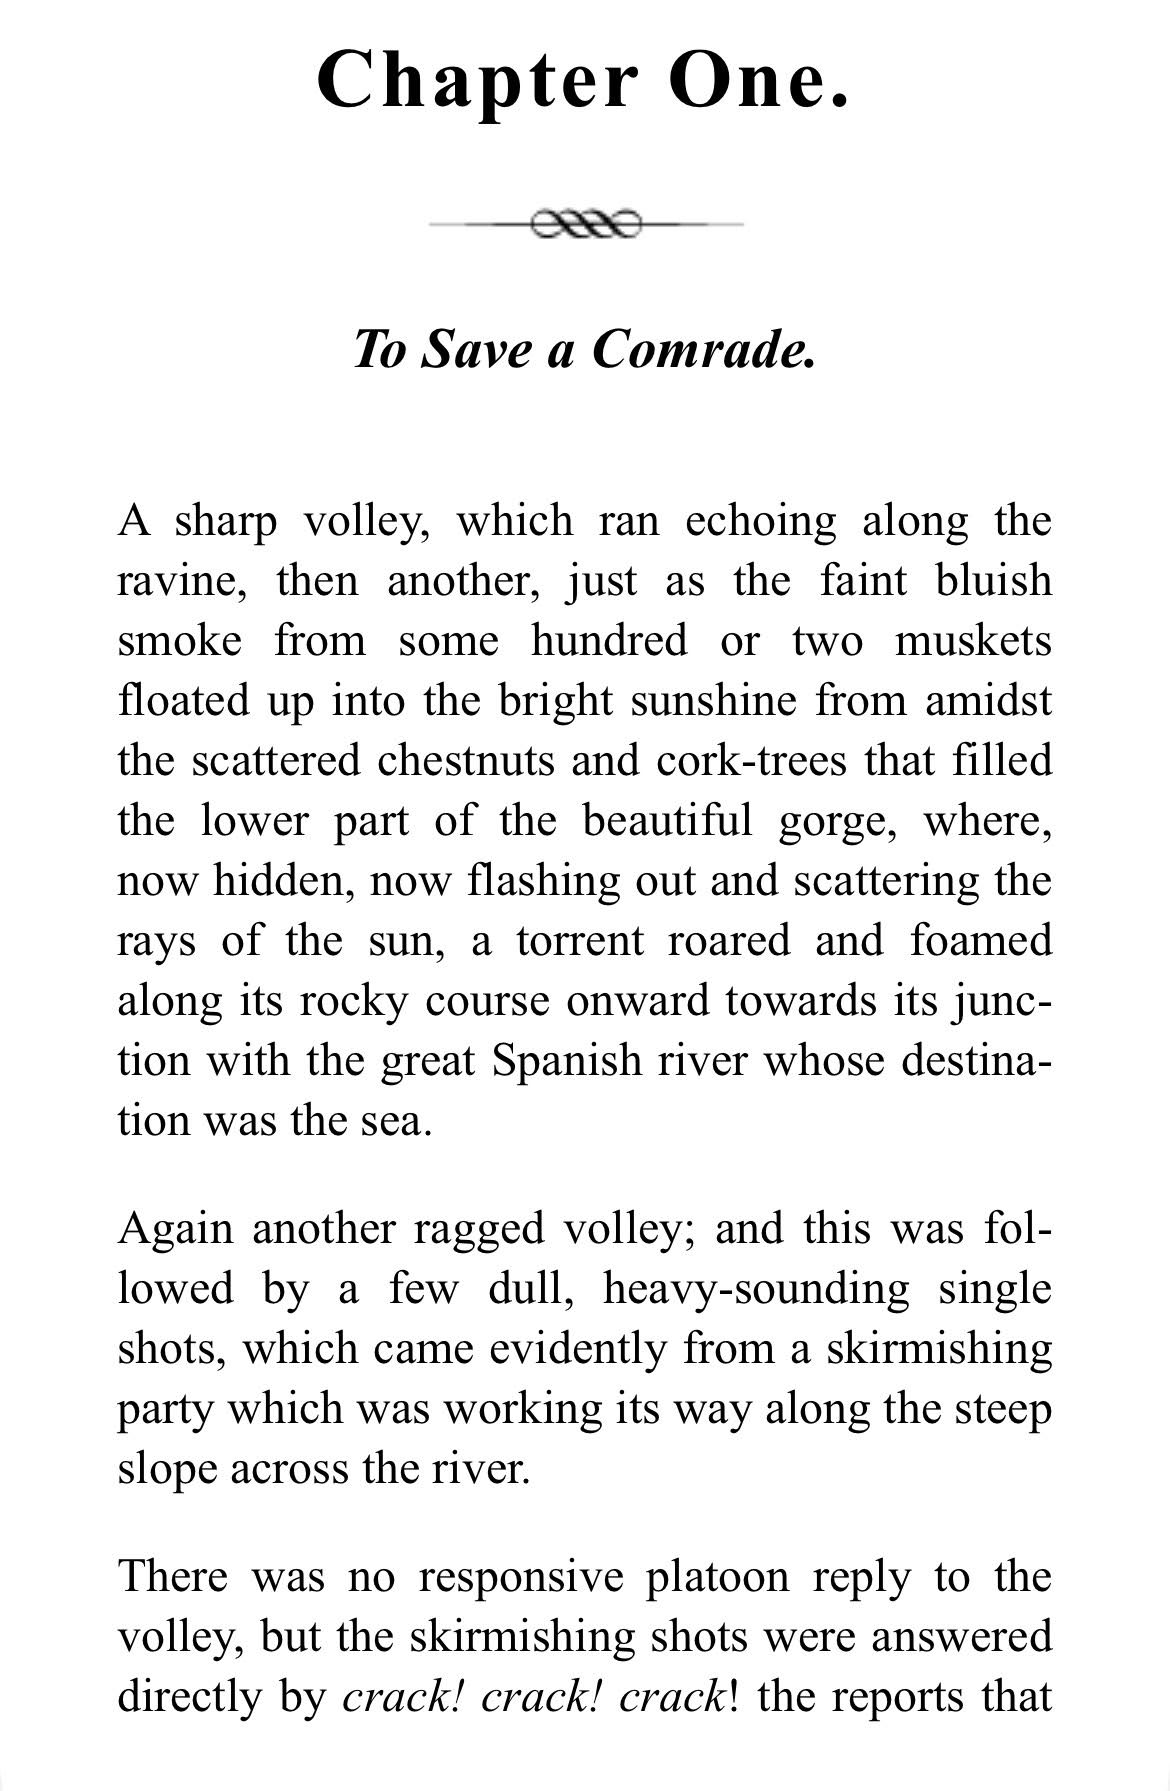 Chapter One.
To Save a Comrade.
A sharp volley, which ran echoing along the
ravine, then another, just as the faint bluish
smoke from some hundred or two muskets
floated up into the bright sunshine from amidst
the scattered chestnuts and cork-trees that filled
the lower part of the beautiful gorge, where,
now hidden, now flashing out and scattering the
rays of the sun, a torrent roared and foamed
along its rocky course onward towards its junc-
tion with the great Spanish river whose destina-
tion was the sea.
Again another ragged volley; and this was fol-
lowed by a few dull, heavy-sounding single
shots, which came evidently from a skirmishing
party which was working its way along the steep
slope across the river.
There was no responsive platoon reply to the
volley, but the skirmishing shots were answered
directly by crack! crack! crack! the reports that